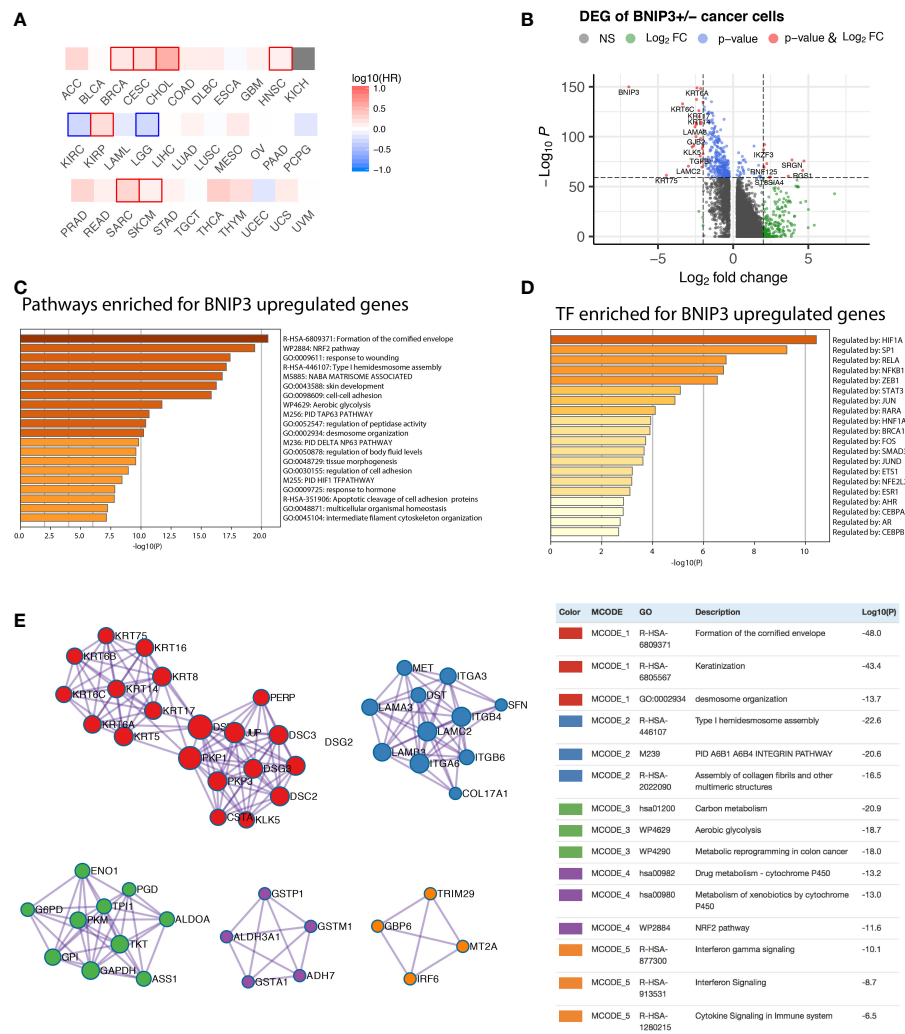 A
ACC BLCA BRCA CESC CHOL COAD DLBC ESCA GBM HNSC KICH
KIRC KIRP LAML LGG LIHC LUAD LUSC MESO OV PAAD PCPG
PRAD READ SARC SKCM STAD TGCT THCA THYM UCEC UCS UVM
log10(HR)
1.0
0.5
0.0
−0.5
−1.0
B
DEG of BNIP3+/− cancer cells
NS Log2 FC p−value p−value & Log2 FC
− Log10 P
150
100
50
0
−5 0 5
Log2 fold change
BNIP3
KRT6A
KRT6C
KRT17
KRT14
LAMA3
GJB2
KLK5
LAMC2
KRT75
IKZF3
SRGN
RNF125
RGS1
ST8SIA4
C
Pathways enriched for BNIP3 upregulated genes
R-HSA-6809371: Formation of the cornified envelope
WP2884: NRF2 pathway
GO:0009611: response to wounding
R-HSA-446107: Type I hemidesmosome assembly
M5885: NABA MATRISOME ASSOCIATED
GO:0043588: skin development
GO:0098609: cell-cell adhesion
WP4629: Aerobic glycolysis
M256: PID TAP63 PATHWAY
GO:0052547: regulation of peptidase activity
GO:0002934: desmosome organization
M236: PID DELTA NP63 PATHWAY
GO:0050878: regulation of body fluid levels
GO:0048729: tissue morphogenesis
GO:0030155: regulation of cell adhesion
M255: PID HIF1 TFPATHWAY
GO:0009725: response to hormone
R-HSA-351906: Apoptotic cleavage of cell adhesion proteins
GO:0048871: multicellular organismal homeostasis
GO:0045104: intermediate filament cytoskeleton organization
0.0 2.5 5.0 7.5 10.0 12.5 15.0 17.5 20.0
-log10(P)
D
TF enriched for BNIP3 upregulated genes
Regulated by: HIF1A
Regulated by: SP1
Regulated by: RELA
Regulated by: NFKB1
Regulated by: ZEB1
Regulated by: STAT3
Regulated by: JUN
Regulated by: RARA
Regulated by: HNF1A
Regulated by: BRCA1
Regulated by: FOS
Regulated by: SMAD3
Regulated by: JUND
Regulated by: ETS1
Regulated by: NFE2L2
Regulated by: ESR1
Regulated by: AHR
Regulated by: CEBPA
Regulated by: AR
Regulated by: CEBPB
0 2 4 6 8 10
-log10(P)
E
KRT75
KRT16
KRT6B
KRT8
KRT14
KRT6C
KRT17
KRT6A
KRT5
PERP
JUP
DSC3
DSG2
PKP1
DSG3
PKP3
DSC2
CSTA
KLK5
MET
ITGA3
DST
SFN
LAMA3
ITGB4
LAMC2
LAMB3
ITGB6
ITGA6
COL17A1
ENO1
PGD
G6PD
TPI1
PKM
ALDOA
TKT
GPI
GAPDH
ASS1
GSTP1
GSTM1
ALDH3A1
ADH7
GSTA1
TRIM29
GBP6
MT2A
IRF6
Color MCODE GO Description Log10(P)
MCODE_1 R-HSA- Formation of the cornified envelope -48.0
6809371
MCODE_1 R-HSA- Keratinization -43.4
6805567
MCODE_1 GO:0002934 desmosome organization -13.7
MCODE_2 R-HSA- Type I hemidesmosome assembly -22.6
446107
MCODE_2 M239 PID A6B1 A6B4 INTEGRIN PATHWAY -20.6
MCODE_2 R-HSA- Assembly of collagen fibrils and other -16.5
2022090 multimeric structures
MCODE_3 hsa01200 Carbon metabolism -20.9
MCODE_3 WP4629 Aerobic glycolysis -18.7
MCODE_3 WP4290 Metabolic reprogramming in colon cancer -18.0
MCODE_4 hsa00982 Drug metabolism - cytochrome P450 -13.2
MCODE_4 hsa00980 Metabolism of xenobiotics by cytochrome -13.0
P450
MCODE_4 WP2884 NRF2 pathway -11.6
MCODE_5 R-HSA- Interferon gamma signaling -10.1
877300
MCODE_5 R-HSA- Interferon Signaling -8.7
913531
MCODE_5 R-HSA- Cytokine Signaling in Immune system -6.5
1280215